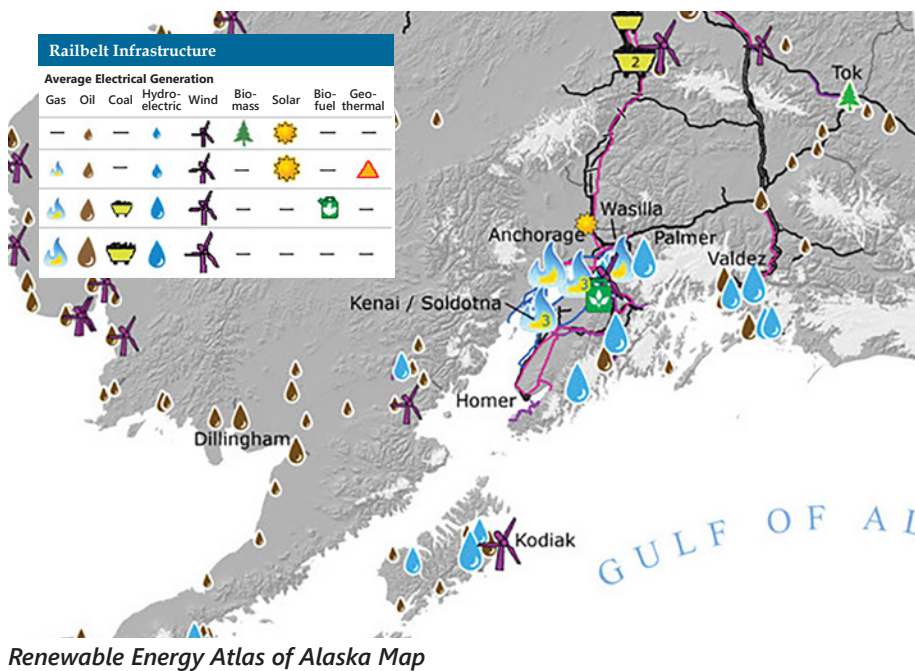 Railbelt Infrastructure
Average Electrical Generation
Gas Oil Coal Hydro-electric Wind Bio-mass Solar Bio-fuel Geo-thermal
2
Tok
Wasilla
Anchorage
Palmer
Valdez
3
Kenai / Soldotna
3
Homer
Dillingham
Kodiak
GULF OF AL
Renewable Energy Atlas of Alaska Map